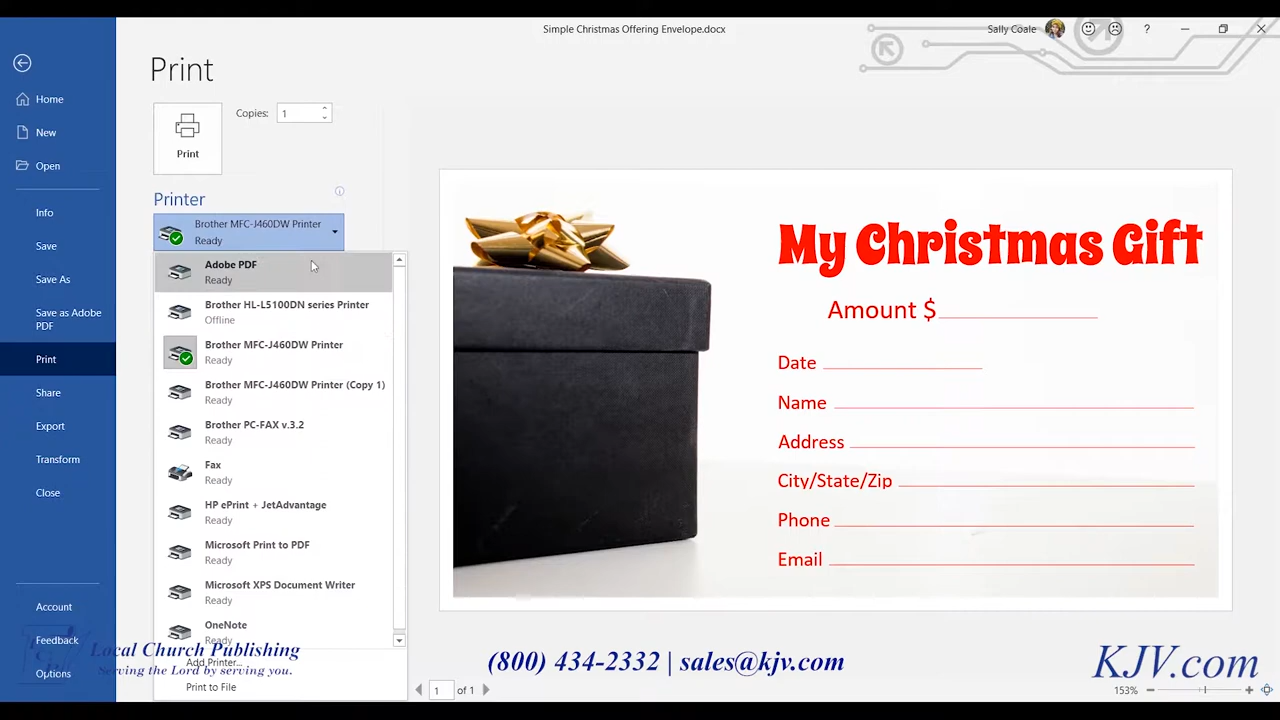 Simple Christmas Offering Envelope.docx
Sally Coale
?
Print
Home
New
Open
Info
Save
Save As
Save as Adobe
PDF
Print
Share
Export
Transform
Close
Account
Feedback
Options
Copies: 1
Print
Printer
Brother MFC-J460DW Printer
Ready
Adobe PDF
Ready
Brother HL-L5100DN series Printer
Offline
Brother MFC-J460DW Printer
Ready
Brother MFC-J460DW Printer (Copy 1)
Ready
Brother PC-FAX v.3.2
Ready
Fax
Ready
HP ePrint + JetAdvantage
Ready
Microsoft Print to PDF
Ready
Microsoft XPS Document Writer
Ready
OneNote
Ready
Add Printer...
Print to File
My Christmas Gift
Amount $
Date
Name
Address
City/State/Zip
Phone
Email
Local Church Publishing
Serving the Lord by serving you.
(800) 434-2332 | sales@kjv.com
KJV.com
1 of 1
153%